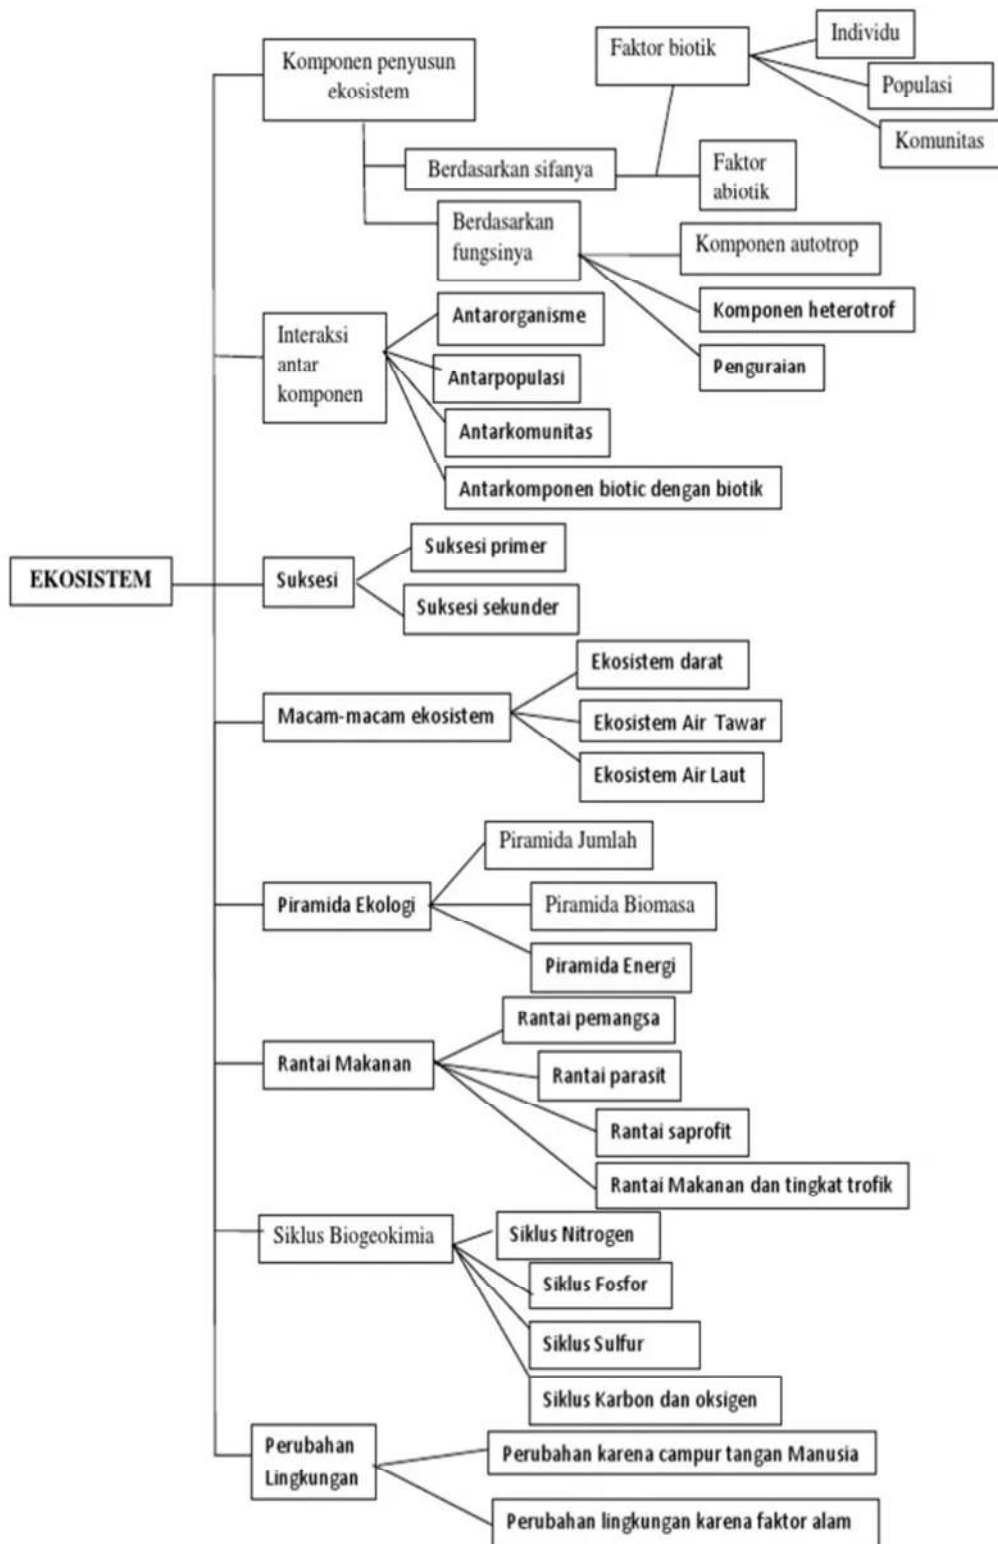 Komponen penyusun
ekosistem
Faktor biotik
Individu
Populasi
Komunitas
Berdasarkan sifanya
Faktor
abiotik
Berdasarkan
fungsinya
Komponen autotrop
Komponen heterotrof
Penguraian
Interaksi
antar
komponen
Antarorganisme
Antarpopulasi
Antarkomunitas
Antarkomponen biotic dengan biotik
EKOSISTEM
Suksesi
Suksesi primer
Suksesi sekunder
Macam-macam ekosistem
Ekosistem darat
Ekosistem Air Tawar
Ekosistem Air Laut
Piramida Ekologi
Piramida Jumlah
Piramida Biomasa
Piramida Energi
Rantai Makanan
Rantai pemangsa
Rantai parasit
Rantai saprofit
Rantai Makanan dan tingkat trofik
Siklus Biogeokimia
Siklus Nitrogen
Siklus Fosfor
Siklus Sulfur
Siklus Karbon dan oksigen
Perubahan
Lingkungan
Perubahan karena campur tangan Manusia
Perubahan lingkungan karena faktor alam